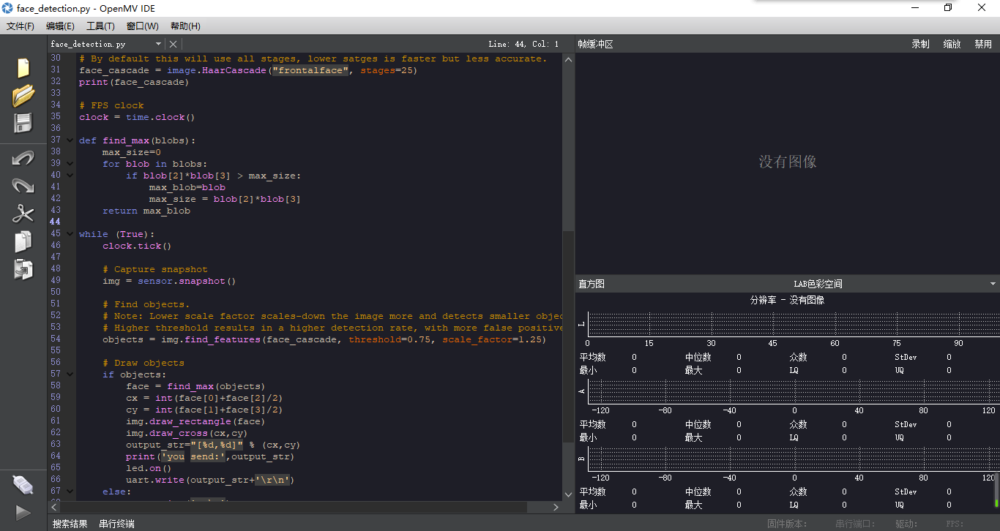 face_detection.py - OpenMV IDE
文件(F) 编辑(E) 工具(T) 窗口(W) 帮助(H)
face_detection.py Line: 44, Col: 1
30 # By default this will use all stages, lower satges is faster but less accurate.
31 face_cascade = image.HaarCascade("frontalface", stages=25)
32 print(face_cascade)
33
34 # FPS clock
35 clock = time.clock()
36
37 def find_max(blobs):
38 max_size=0
39 for blob in blobs:
40 if blob[2]*blob[3] > max_size:
41 max_blob=blob
42 max_size = blob[2]*blob[3]
43 return max_blob
44
45 while (True):
46 clock.tick()
47
48 # Capture snapshot
49 img = sensor.snapshot()
50
51 # Find objects.
52 # Note: Lower scale factor scales-down the image more and detects smaller objec
53 # Higher threshold results in a higher detection rate, with more false positive
54 objects = img.find_features(face_cascade, threshold=0.75, scale_factor=1.25)
55
56 # Draw objects
57 if objects:
58 face = find_max(objects)
59 cx = int(face[0]+face[2]/2)
60 cy = int(face[1]+face[3]/2)
61 img.draw_rectangle(face)
62 img.draw_cross(cx,cy)
63 output_str="[%d,%d]" % (cx,cy)
64 print('you send:',output_str)
65 led.on()
66 uart.write(output_str+'\r\n')
67 else:
搜索结果 串行终端
帧缓冲区 录制 缩放 禁用
没有图像
直方图 LAB色彩空间
分辨率 - 没有图像
L
0 15 30 45 60 75 90
平均数 0 中位数 0 众数 0 StDev 0
最小 0 最大 0 LQ 0 UQ 0
A
-120 -80 -40 0 40 80 120
平均数 0 中位数 0 众数 0 StDev 0
最小 0 最大 0 LQ 0 UQ 0
B
-120 -80 -40 0 40 80 120
平均数 0 中位数 0 众数 0 StDev 0
最小 0 最大 0 LQ 0 UQ 0
固件版本: 串行端口: 驱动: FPS: